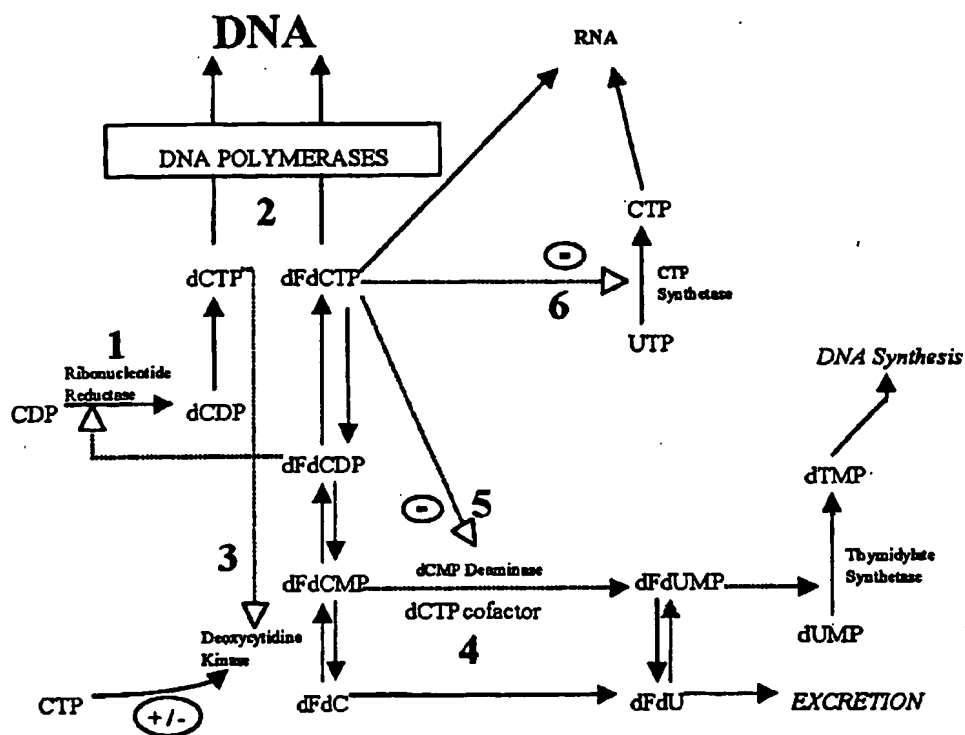 DNA
RNA
DNA POLYMERASES
2
CTP
dCTP
dFdCTP
-
6
CTP
Synthetase
UTP
1
Ribonucleotide
Reductase
CDP
dCDP
DNA Synthesis
dFdCDP
dTMP
-
5
3
dFdCMP
dCMP Deaminase
dCTP cofactor
4
dFdUMP
Thymidylate
Synthetase
dUMP
Deoxycytidine
Kinase
CTP
+/-
dFdC
dFdU
EXCRETION